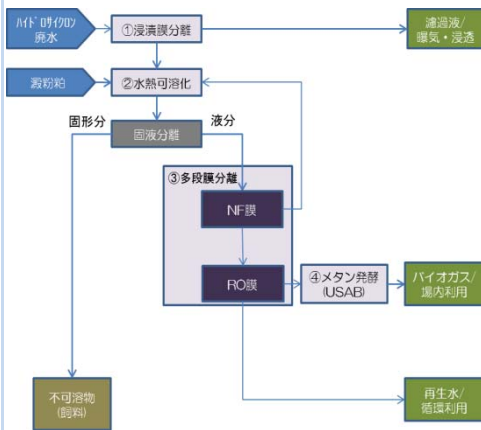 ﾊｲﾄﾞﾛｻｲｸﾛﾝ
廃水
①浸漬膜分離
濾過液/
曝気・浸透
澱粉粕
②水熱可溶化
固形分
液分
固液分離
③多段膜分離
NF膜
RO膜
④メタン発酵
(USAB)
バイオガス/
場内利用
不可溶物
(飼料)
再生水/
循環利用